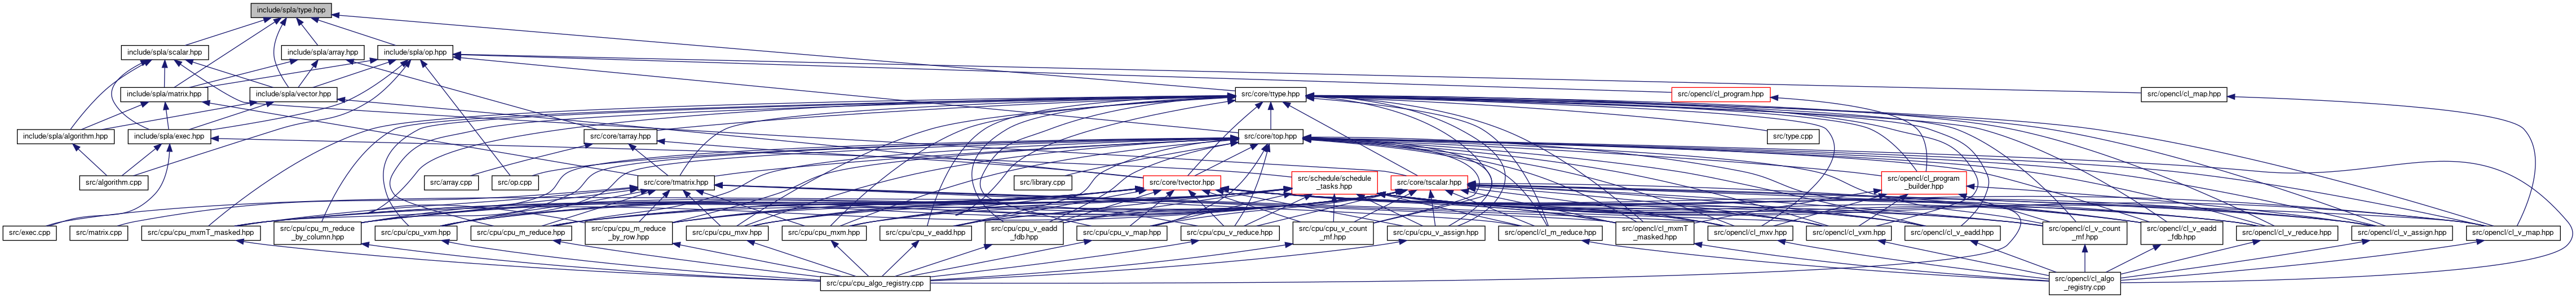 include/spla/type.hpp
include/spla/scalar.hpp
include/spla/array.hpp
include/spla/op.hpp
include/spla/matrix.hpp
include/spla/vector.hpp
src/core/ttype.hpp
src/opencl/cl_program.hpp
src/opencl/cl_map.hpp
include/spla/algorithm.hpp
include/spla/exec.hpp
src/core/tarray.hpp
src/core/top.hpp
src/type.cpp
src/algorithm.cpp
src/array.cpp
src/op.cpp
src/core/tmatrix.hpp
src/library.cpp
src/core/tvector.hpp
src/schedule/schedule
_tasks.hpp
src/core/tscalar.hpp
src/opencl/cl_program
_builder.hpp
src/exec.cpp
src/matrix.cpp
src/cpu/cpu_mxmT_masked.hpp
src/cpu/cpu_m_reduce
_by_column.hpp
src/cpu/cpu_vxm.hpp
src/cpu/cpu_m_reduce.hpp
src/cpu/cpu_m_reduce
_by_row.hpp
src/cpu/cpu_mxv.hpp
src/cpu/cpu_mxm.hpp
src/cpu/cpu_v_eadd.hpp
src/cpu/cpu_v_eadd
_fdb.hpp
src/cpu/cpu_v_map.hpp
src/cpu/cpu_v_reduce.hpp
src/cpu/cpu_v_count
_mf.hpp
src/cpu/cpu_v_assign.hpp
src/opencl/cl_m_reduce.hpp
src/opencl/cl_mxmT
_masked.hpp
src/opencl/cl_mxv.hpp
src/opencl/cl_vxm.hpp
src/opencl/cl_v_eadd.hpp
src/opencl/cl_v_count
_mf.hpp
src/opencl/cl_v_eadd
_fdb.hpp
src/opencl/cl_v_reduce.hpp
src/opencl/cl_v_assign.hpp
src/opencl/cl_v_map.hpp
src/cpu/cpu_algo_registry.cpp
src/opencl/cl_algo
_registry.cpp